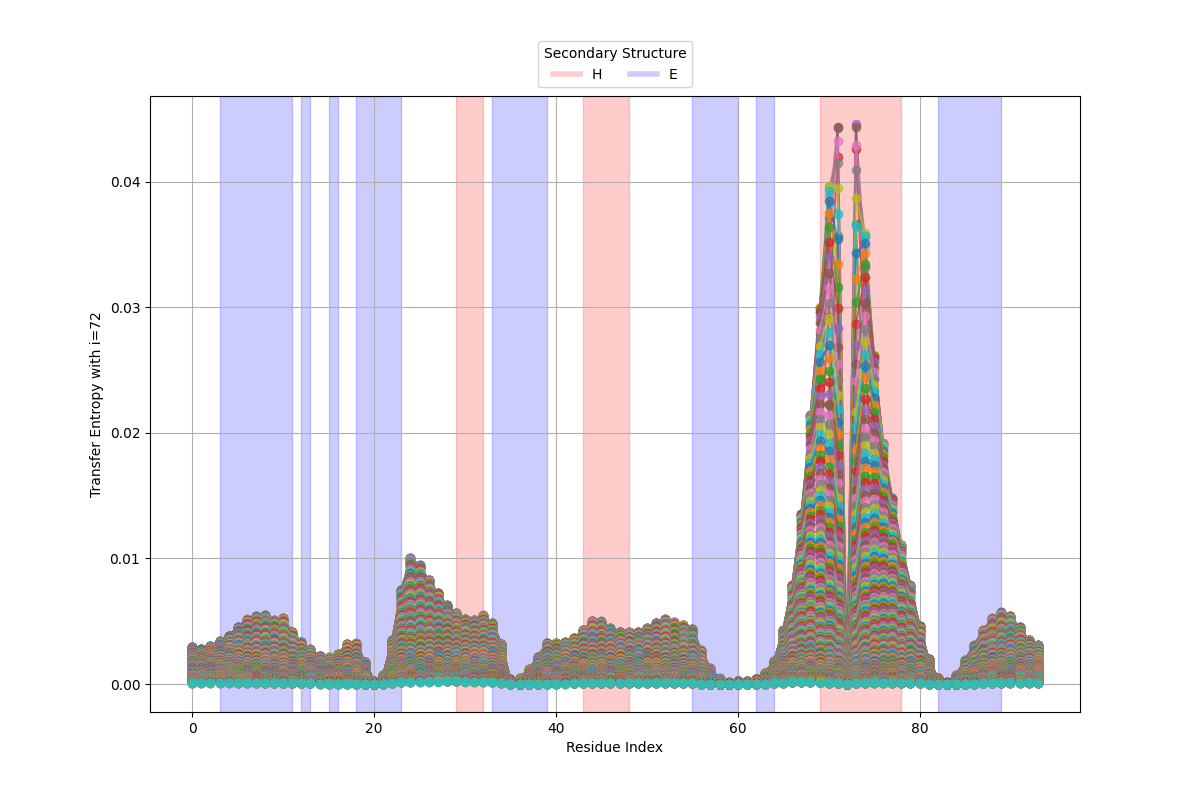 Secondary Structure
H E
Transfer Entropy with i=72
0.04
0.03
0.02
0.01
0.00
0 20 40 60 80
Residue Index